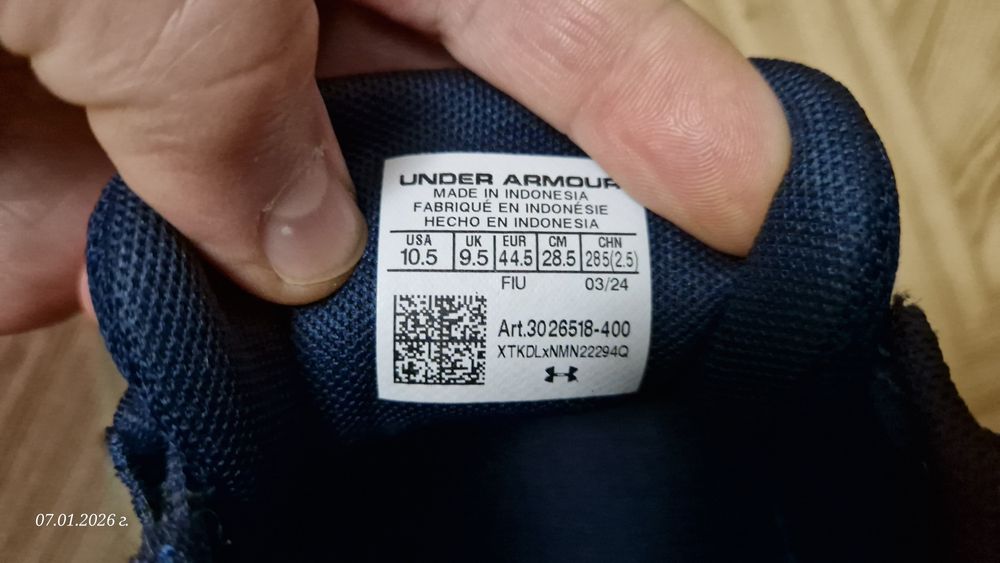 UNDER ARMOUR
MADE IN INDONESIA
FABRIQUÉ EN INDONÉSIE
HECHO EN INDONESIA
USA UK EUR CM CHN
10.5 9.5 44.5 28.5 285(2.5)
FIU 03/24
Art.3026518-400
XTKDLxNMN22294Q
07.01.2026 г.